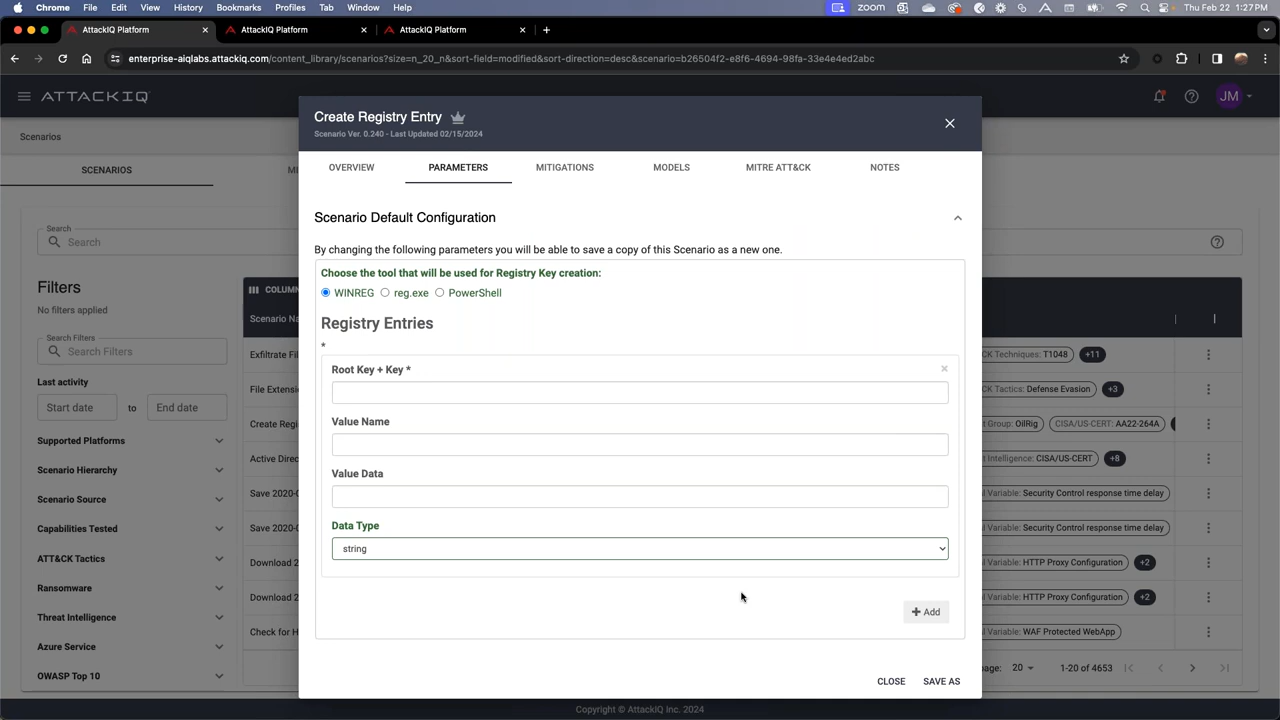 Chrome File Edit View History Bookmarks Profiles Tab Window Help ZOOM Thu Feb 22 1:27PM
AttackIQ Platform AttackIQ Platform AttackIQ Platform
enterprise-aiqlabs.attackiq.com/content_library/scenarios?size=n_20_n&sort-field=modified&sort-direction=desc&scenario=b26504f2-e8f6-4694-98fa-33e4e4ed2abc
ATTACKIQ JM
Scenarios
SCENARIOS MI
Search
Search
Filters
No filters applied
Search Filters
Search Filters
Last activity
Start date to End date
Supported Platforms
Scenario Hierarchy
Scenario Source
Capabilities Tested
ATT&CK Tactics
Ransomware
Threat Intelligence
Azure Service
OWASP Top 10
COLUMN
Scenario Na
Exfiltrate Fil
File Extensio
Create Regi
Active Direc
Save 2020-0
Save 2020-0
Download 2
Download 2
Check for H
Create Registry Entry
Scenario Ver. 0.240 - Last Updated 02/15/2024
OVERVIEW PARAMETERS MITIGATIONS MODELS MITRE ATT&CK NOTES
Scenario Default Configuration
By changing the following parameters you will be able to save a copy of this Scenario as a new one.
Choose the tool that will be used for Registry Key creation:
WINREG reg.exe PowerShell
Registry Entries
*
Root Key + Key *
Value Name
Value Data
Data Type
string
+ Add
CLOSE SAVE AS
CK Techniques: T1048 +11
CK Tactics: Defense Evasion +3
t Group: OilRig CISA/US-CERT: AA22-264A
t Intelligence: CISA/US-CERT +8
l Variable: Security Control response time delay
l Variable: Security Control response time delay
l Variable: HTTP Proxy Configuration +2
l Variable: HTTP Proxy Configuration +2
l Variable: WAF Protected WebApp
page: 20 1-20 of 4653
Copyright © AttackIQ Inc. 2024